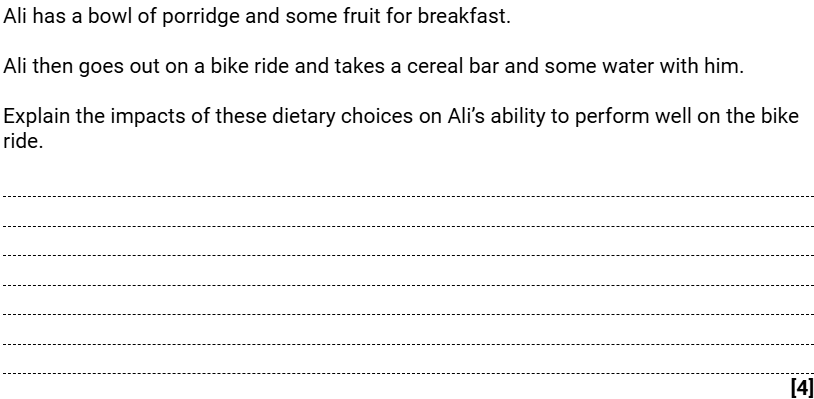 Ali has a bowl of porridge and some fruit for breakfast.
Ali then goes out on a bike ride and takes a cereal bar and some water with him.
Explain the impacts of these dietary choices on Ali's ability to perform well on the bike
ride.
[4]